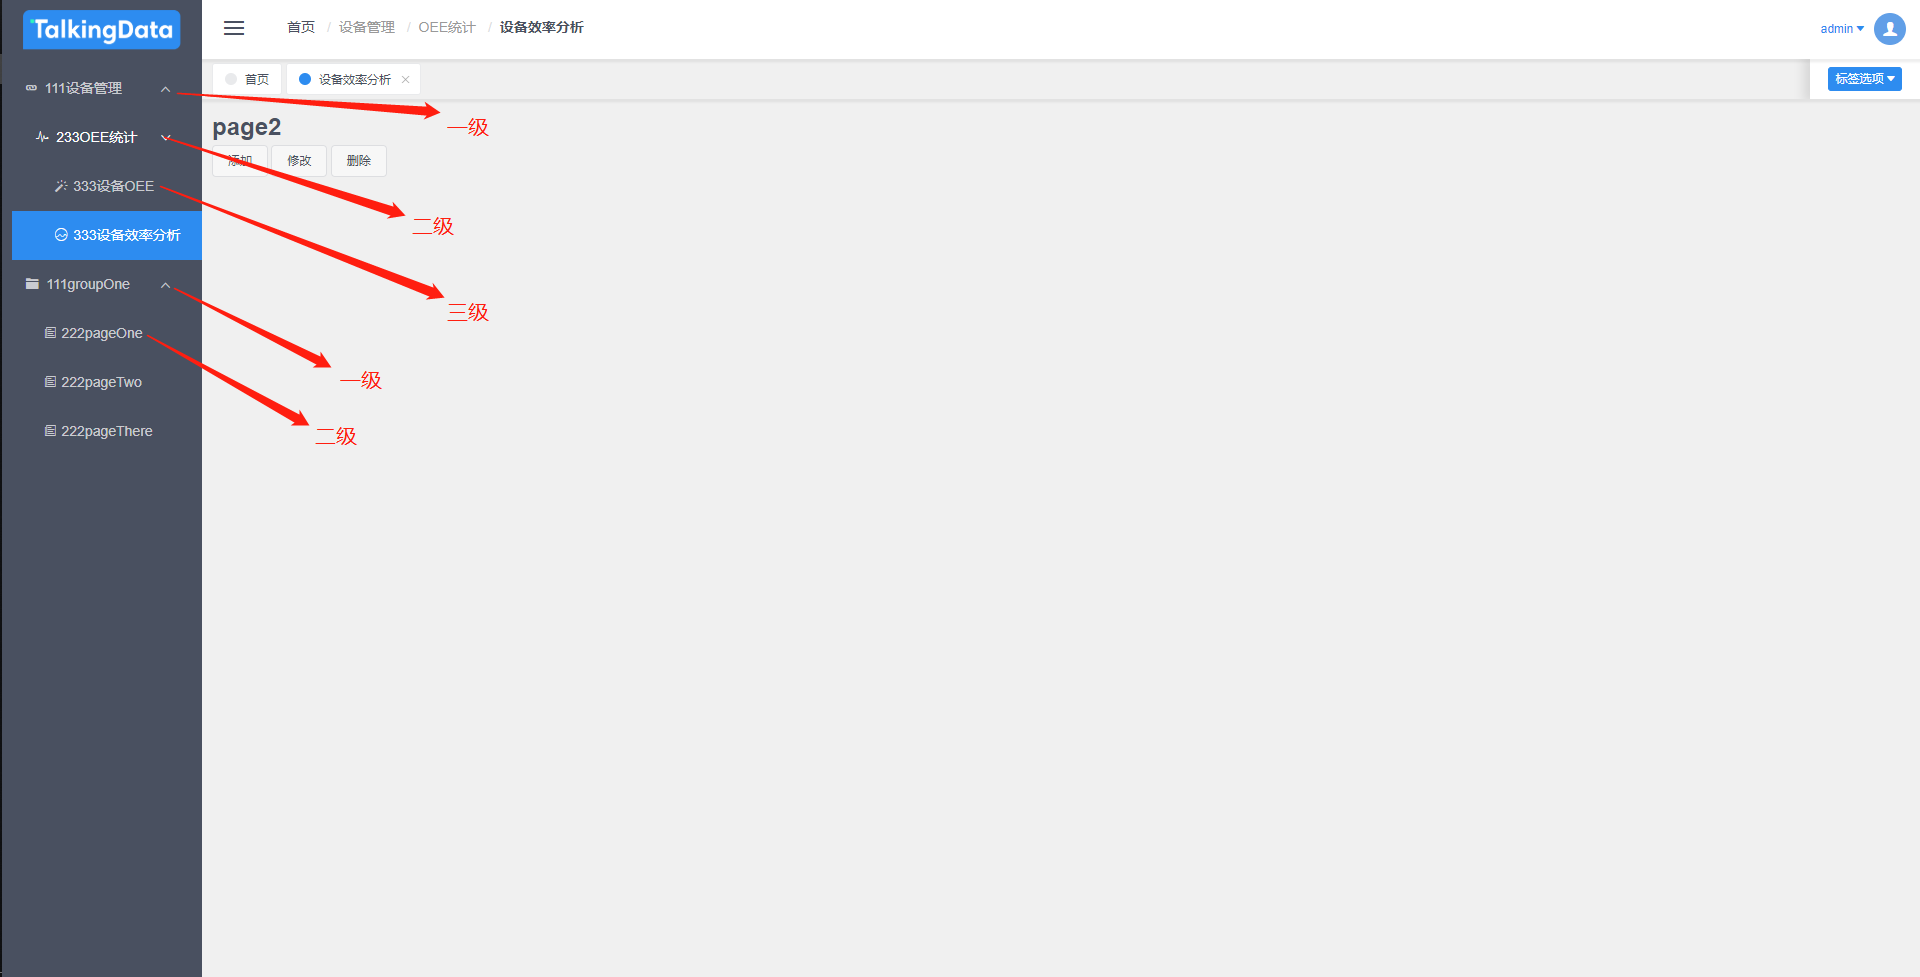 TalkingData
首页 / 设备管理 / OEE统计 / 设备效率分析
admin
首页
设备效率分析
标签选项
111设备管理
233OEE统计
333设备OEE
333设备效率分析
111groupOne
222pageOne
222pageTwo
222pageThere
page2
添加
修改
删除
一级
二级
三级
一级
二级